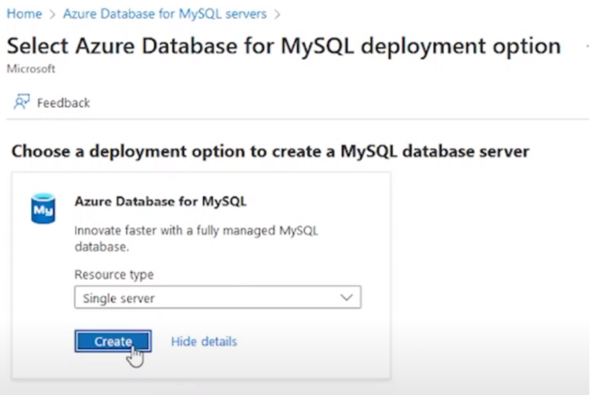 Home > Azure Database for MySQL servers >
Select Azure Database for MySQL deployment option
Microsoft
Feedback
Choose a deployment option to create a MySQL database server
My
Azure Database for MySQL
Innovate faster with a fully managed MySQL
database.
Resource type
Single server
Create
Hide details